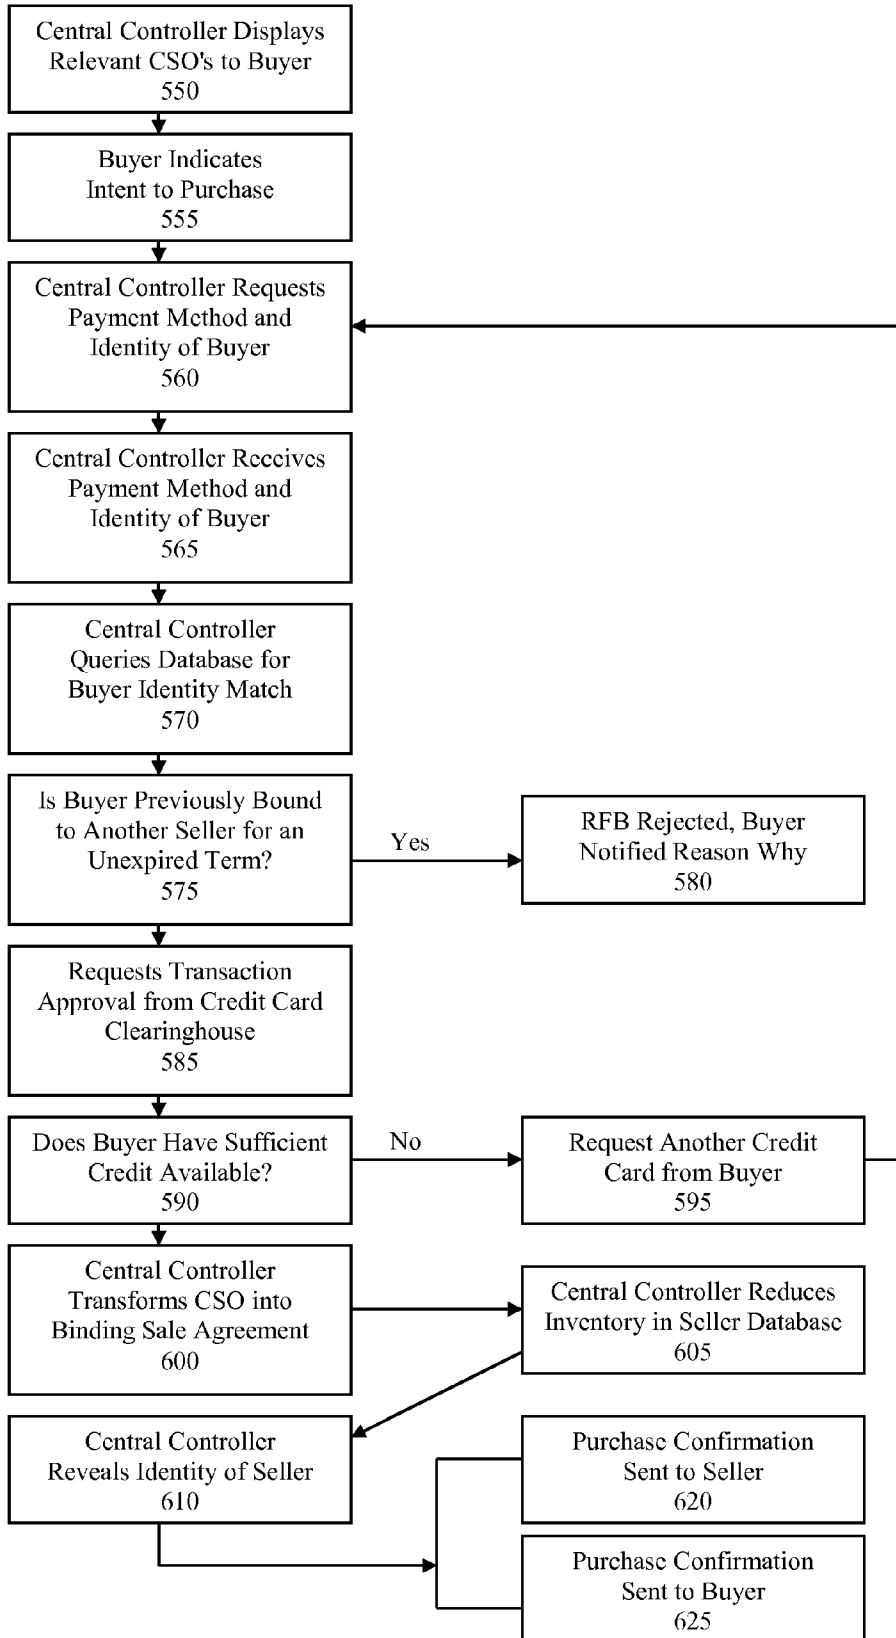 Central Controller Displays
Relevant CSO's to Buyer
550
Buyer Indicates
Intent to Purchase
555
Central Controller Requests
Payment Method and
Identity of Buyer
560
Central Controller Receives
Payment Method and
Identity of Buyer
565
Central Controller
Queries Database for
Buyer Identity Match
570
Is Buyer Previously Bound
to Another Seller for an
Unexpired Term?
575
Yes
RFB Rejected, Buyer
Notified Reason Why
580
Requests Transaction
Approval from Credit Card
Clearinghouse
585
Does Buyer Have Sufficient
Credit Available?
590
No
Request Another Credit
Card from Buyer
595
Central Controller
Transforms CSO into
Binding Sale Agreement
600
Central Controller Reduces
Inventory in Seller Database
605
Central Controller
Reveals Identity of Seller
610
Purchase Confirmation
Sent to Seller
620
Purchase Confirmation
Sent to Buyer
625